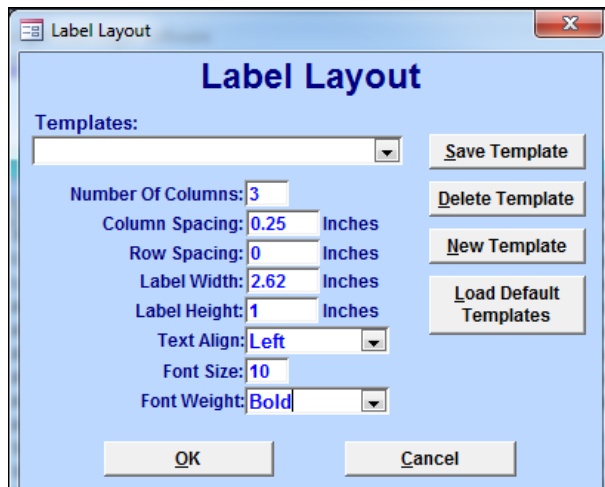 Label Layout
Label Layout
Templates:
Save Template
Number Of Columns: 3
Delete Template
Column Spacing: 0.25 Inches
Row Spacing: 0 Inches
New Template
Label Width: 2.62 Inches
Label Height: 1 Inches
Load Default
Templates
Text Align: Left
Font Size: 10
Font Weight: Bold
OK
Cancel